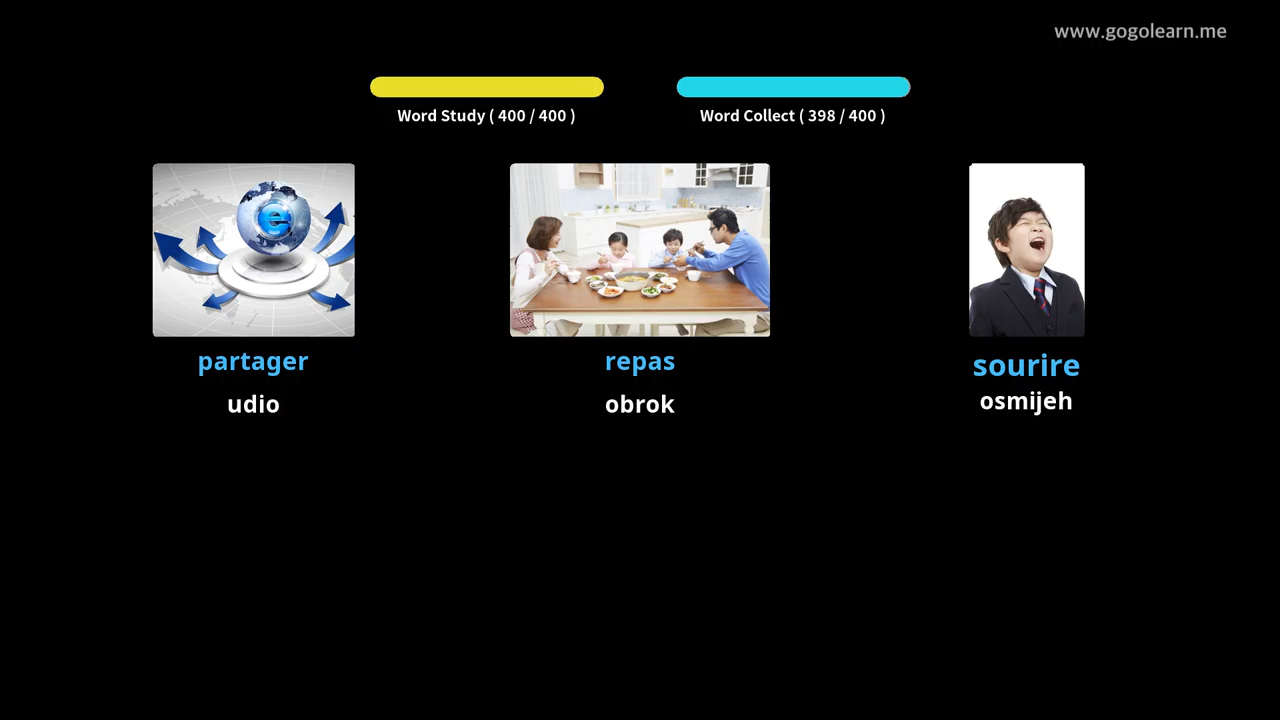 www.gogolearn.me
Word Study ( 400 / 400 )
Word Collect ( 398 / 400 )
e
partager
repas
sourire
udio
obrok
osmijeh